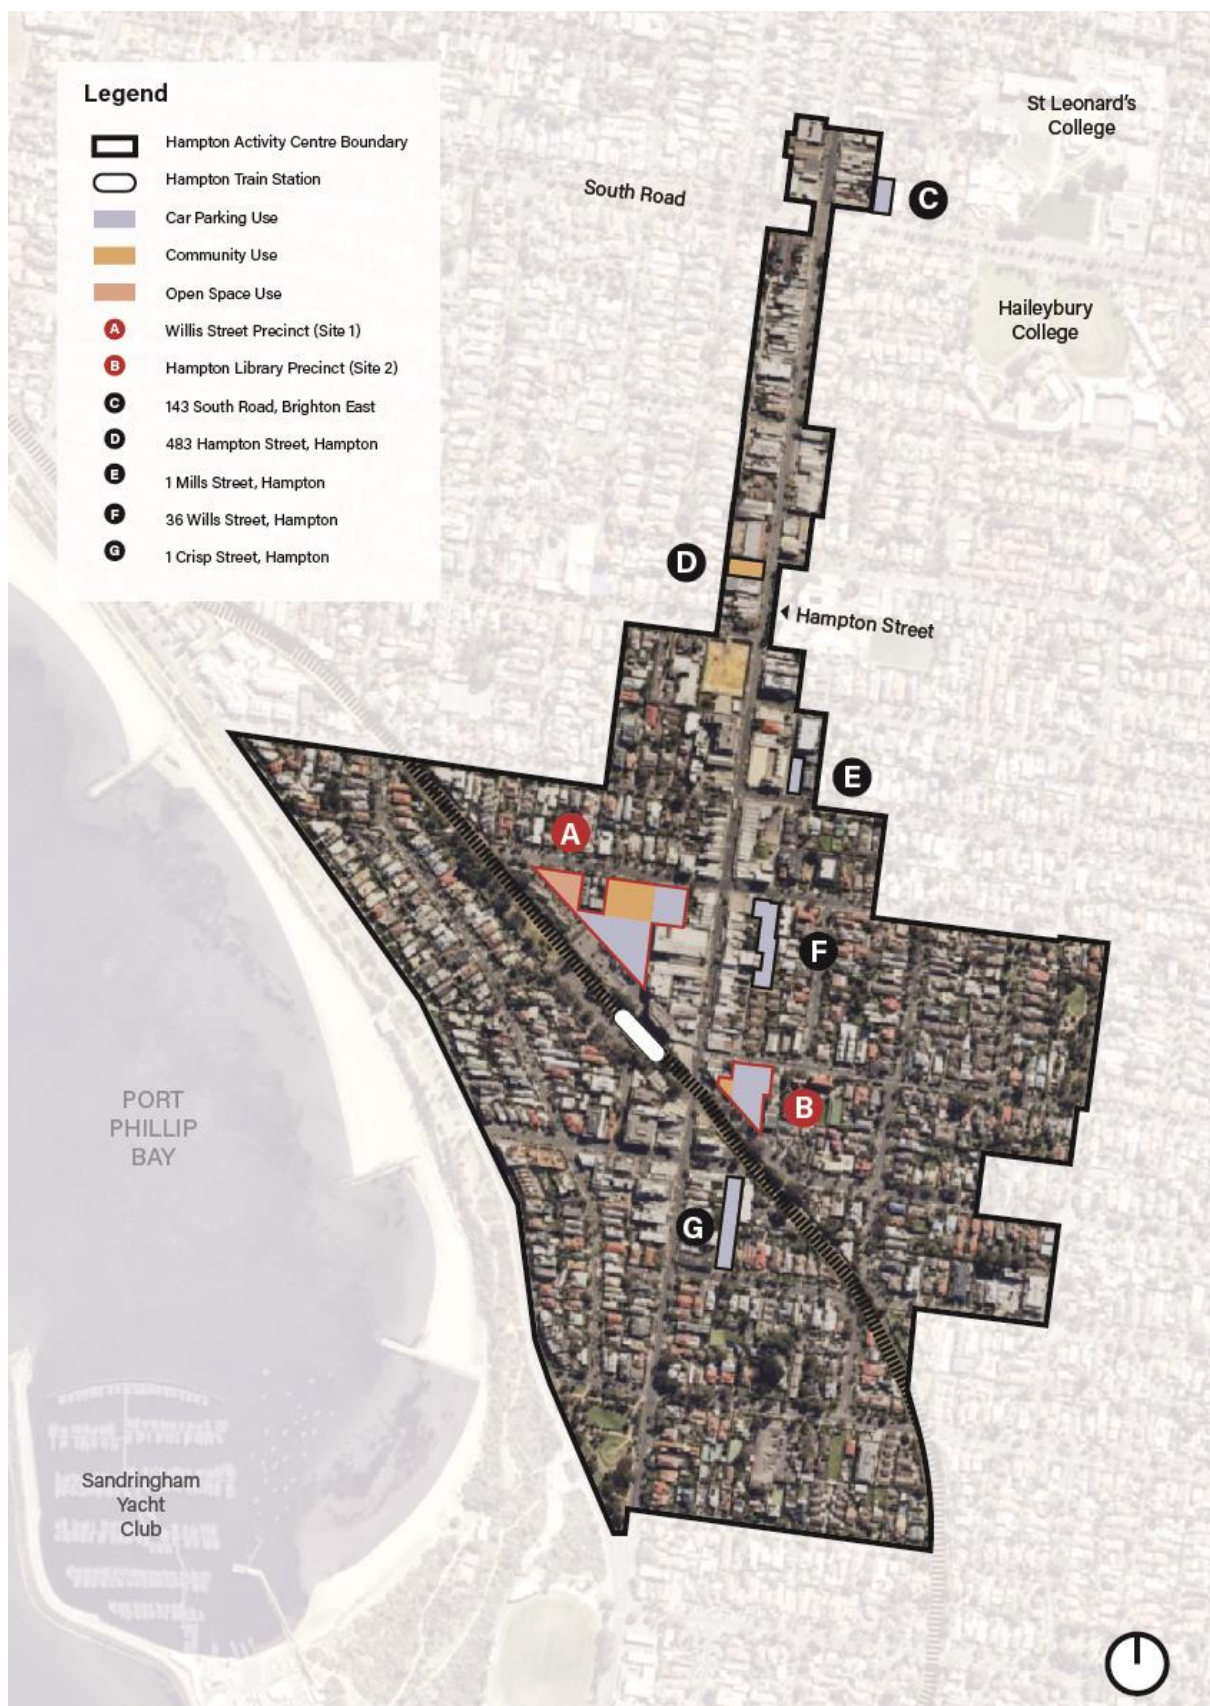 Legend
Hampton Activity Centre Boundary
Hampton Train Station
Car Parking Use
Community Use
Open Space Use
A Willis Street Precinct (Site 1)
B Hampton Library Precinct (Site 2)
C 143 South Road, Brighton East
D 483 Hampton Street, Hampton
E 1 Mills Street, Hampton
F 36 Wills Street, Hampton
G 1 Crisp Street, Hampton
St Leonard's
College
South Road
C
Haileybury
College
D
Hampton Street
E
A
F
PORT
PHILLIP
BAY
B
G
Sandringham
Yacht
Club